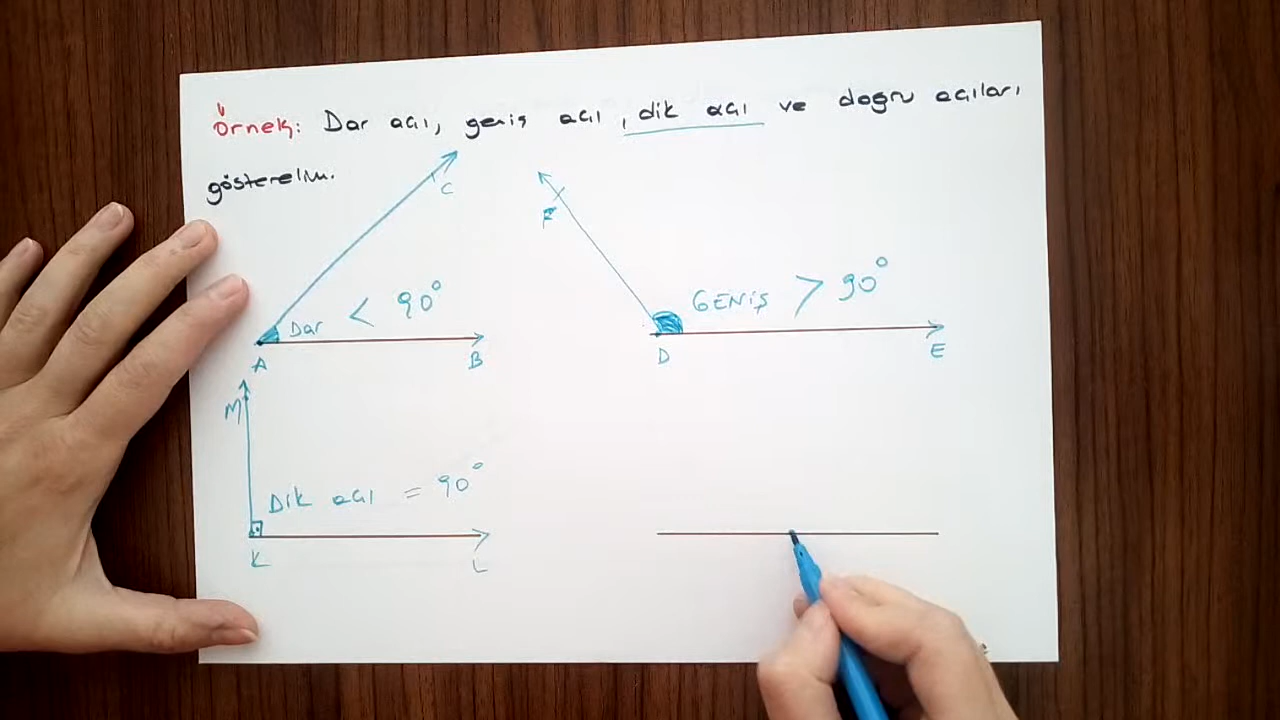 Örnek: Dar açı, geniş açı, dik açı ve doğru açıları
gösterelim.
C
F
Dar < 90°
GENİŞ > 90°
A
B
D
E
M
Dik açı = 90°
K
L